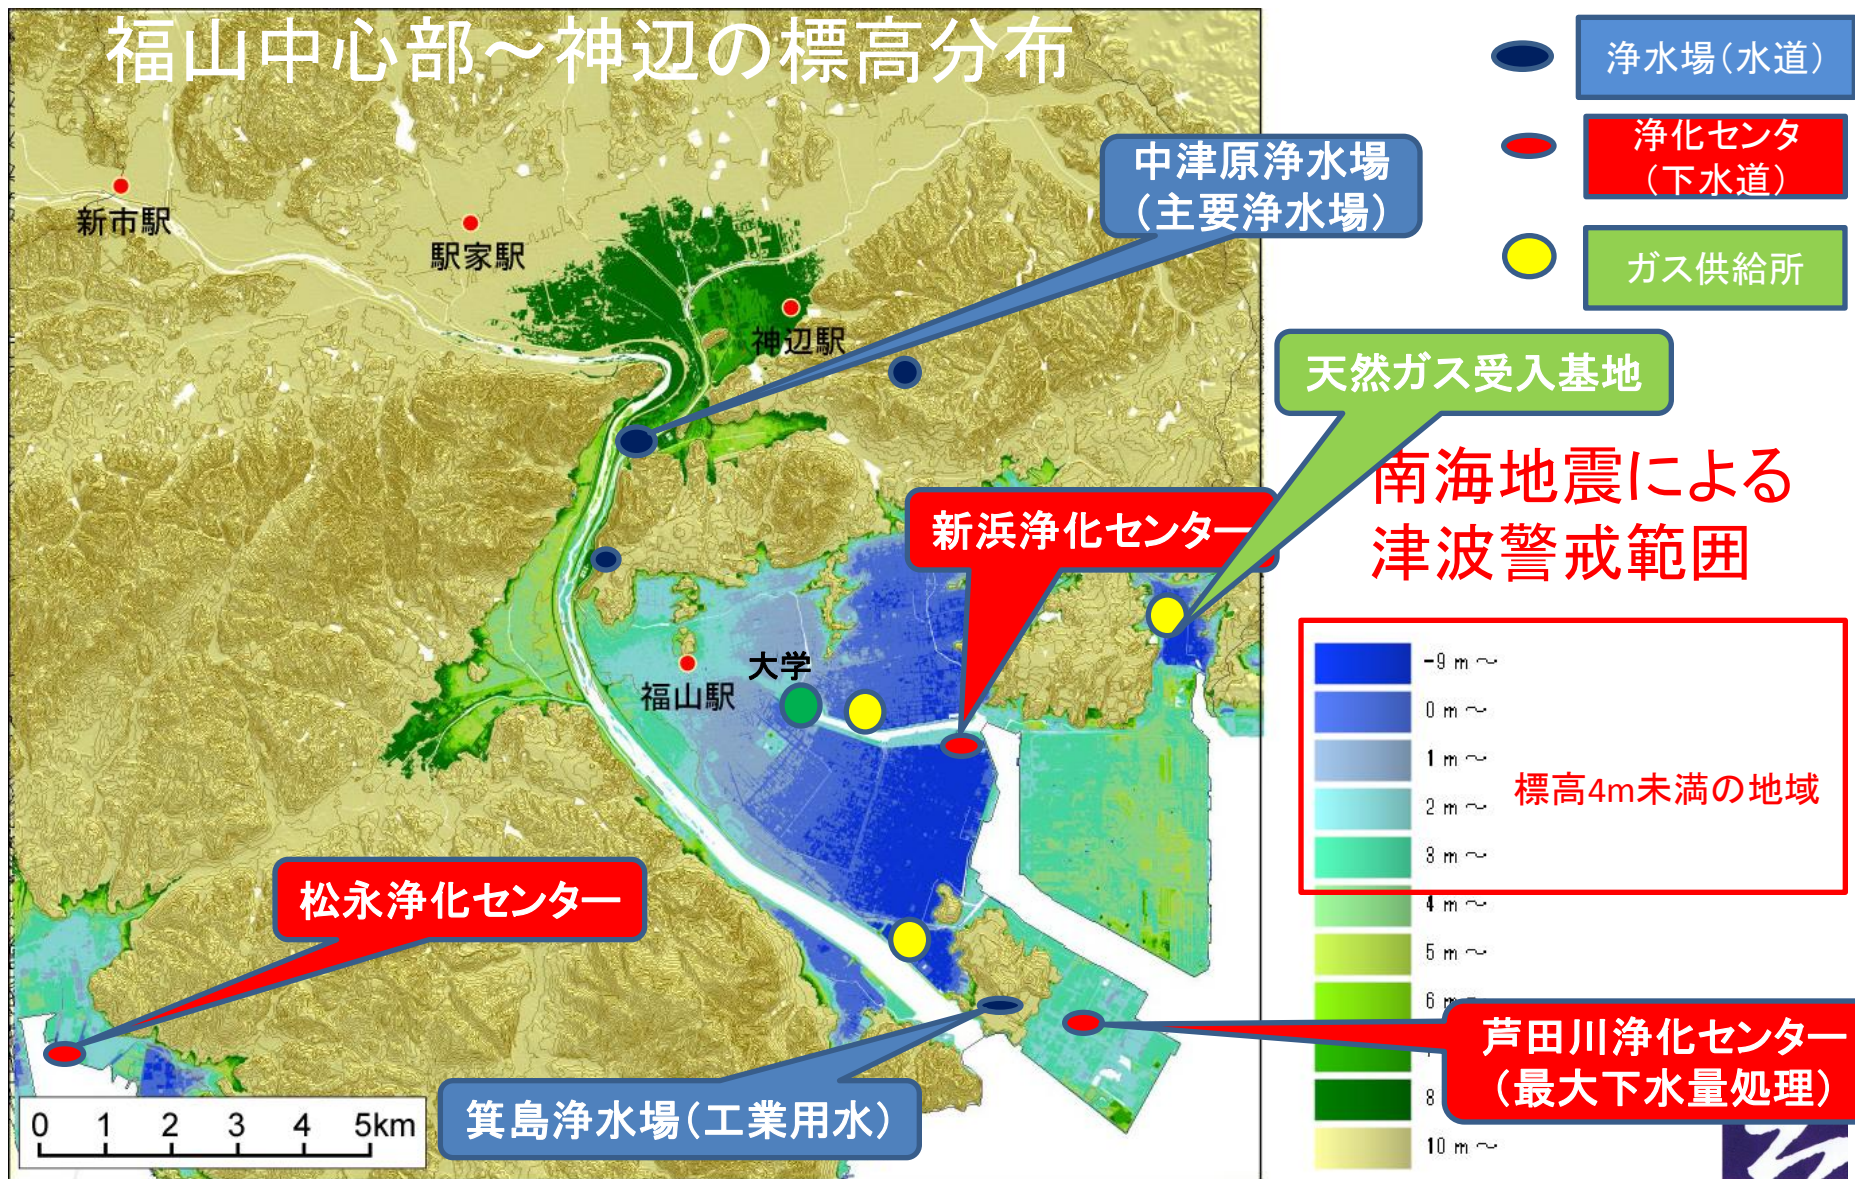 福山中心部～神辺の標高分布
浄水場（水道）
浄化センタ
（下水道）
ガス供給所
中津原浄水場
（主要浄水場）
新市駅
駅家駅
神辺駅
天然ガス受入基地
南海地震による
津波警戒範囲
新浜浄化センター
大学
福山駅
-9 m ～
0 m ～
1 m ～
2 m ～
3 m ～
4 m ～
5 m ～
6 m ～
8
10 m ～
標高4m未満の地域
松永浄化センター
芦田川浄化センター
（最大下水量処理）
箕島浄水場（工業用水）
0 1 2 3 4 5km